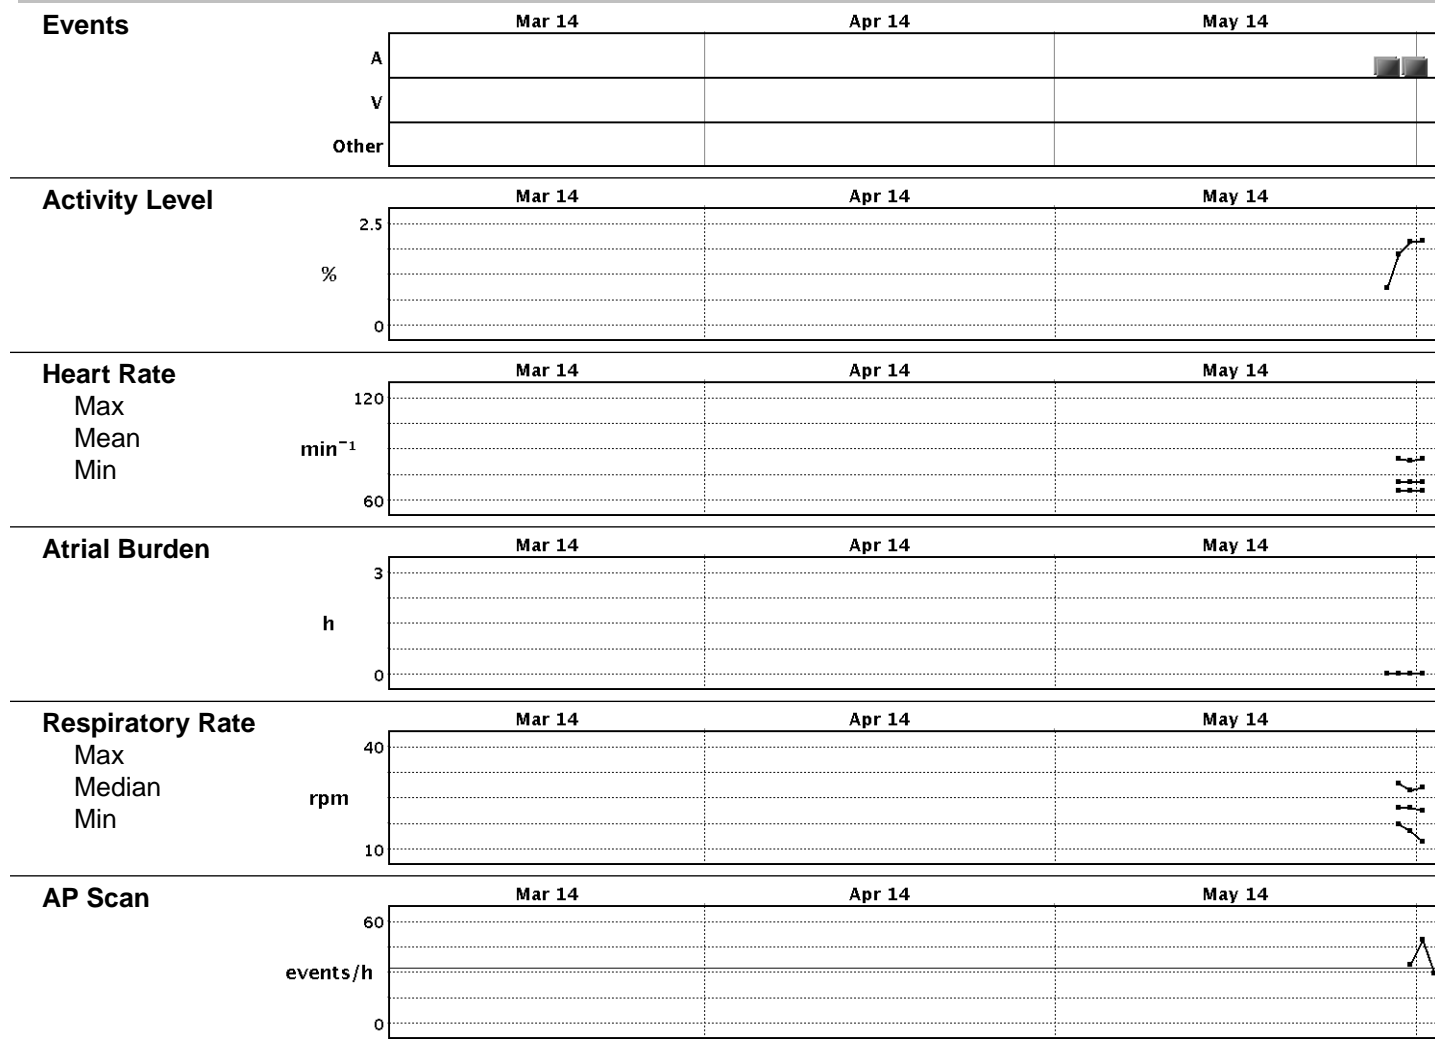 Events
Mar 14 Apr 14 May 14
A
V
Other
Activity Level
Mar 14 Apr 14 May 14
2.5
%
0
Heart Rate
Mar 14 Apr 14 May 14
Max
120
Mean
min⁻¹
Min
60
Atrial Burden
Mar 14 Apr 14 May 14
3
h
0
Respiratory Rate
Mar 14 Apr 14 May 14
Max
40
Median
rpm
Min
10
AP Scan
Mar 14 Apr 14 May 14
60
events/h
0